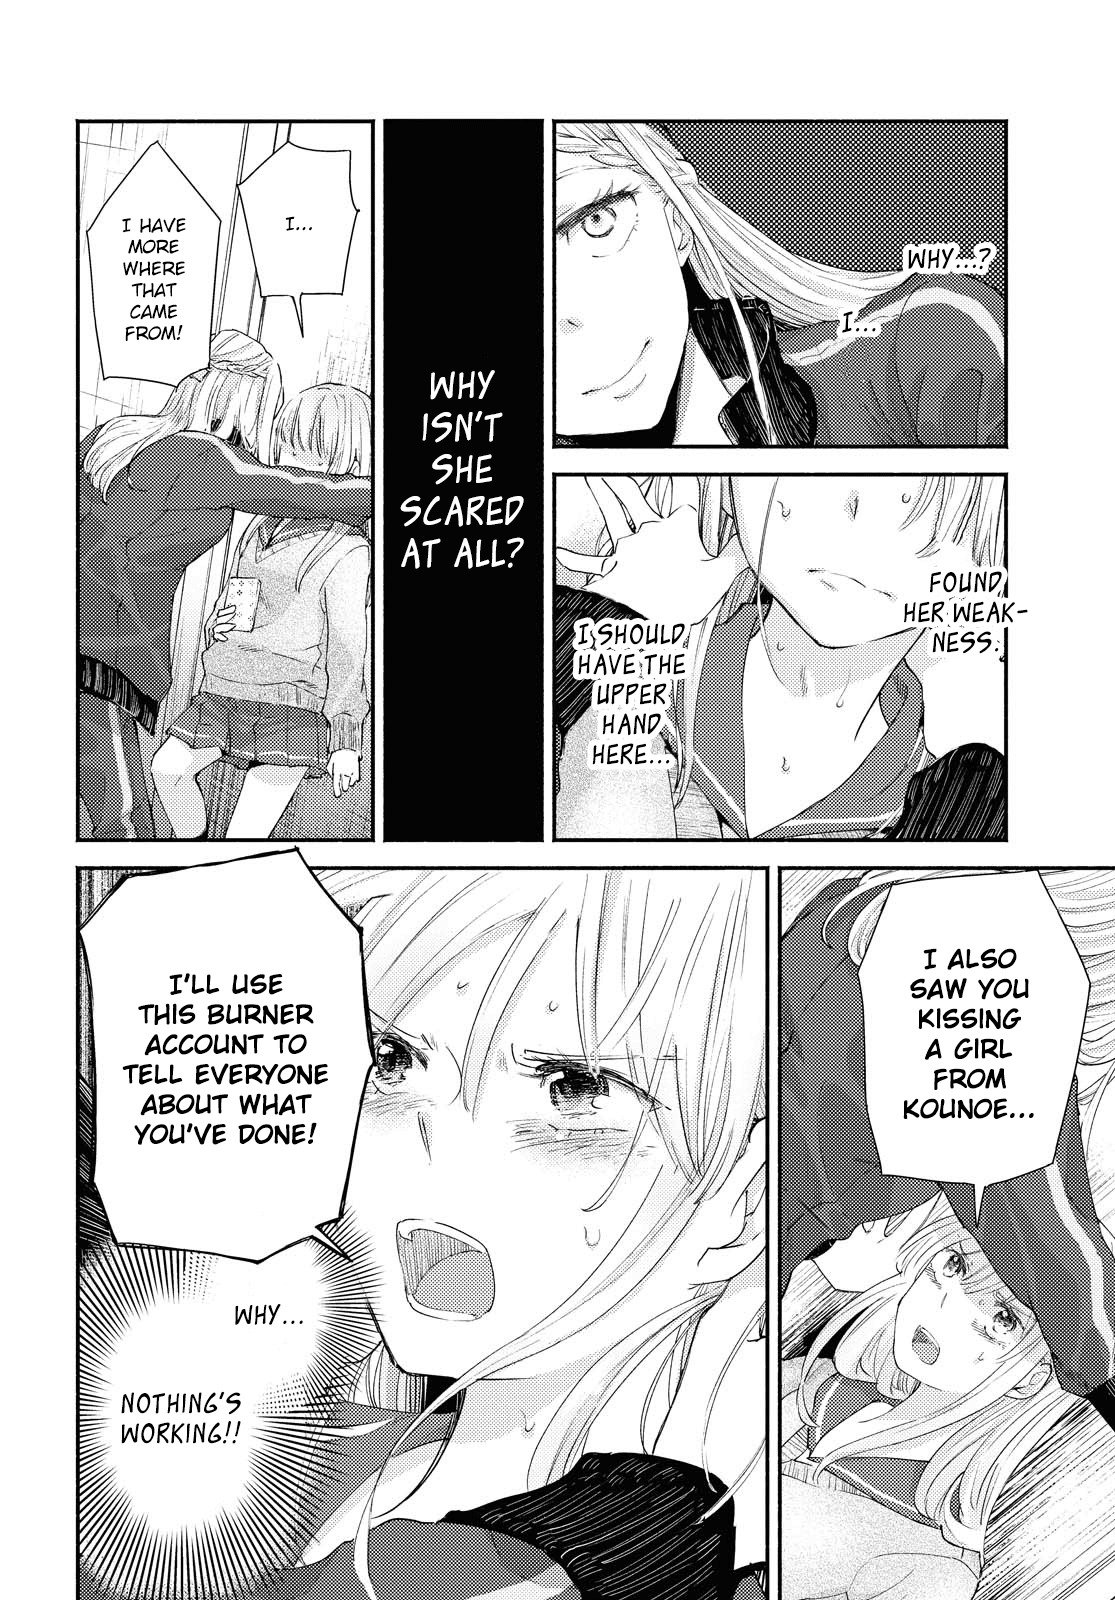 WHY...?
I...
FOUND
HER WEAK-
NESS.
I SHOULD
HAVE THE
UPPER
HAND
HERE...
WHY
ISN'T
SHE
SCARED
AT ALL?
I...
I HAVE
MORE
WHERE
THAT
CAME
FROM!
I ALSO
SAW YOU
KISSING
A GIRL
FROM
KOUNOE...
I'LL USE
THIS BURNER
ACCOUNT TO
TELL EVERYONE
ABOUT WHAT
YOU'VE DONE!
WHY...
NOTHING'S
WORKING!!